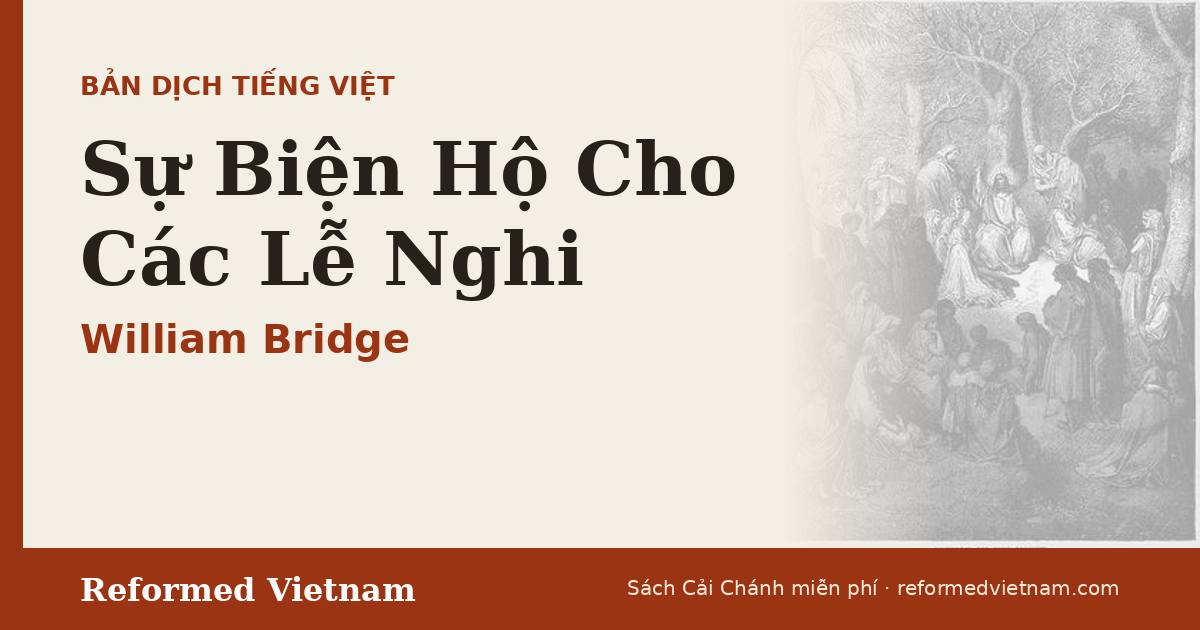 BẢN DỊCH TIẾNG VIỆT
Sự Biện Hộ Cho
Các Lễ Nghi
William Bridge
Reformed Vietnam
Sách Cải Chánh miễn phí · reformedvietnam.com